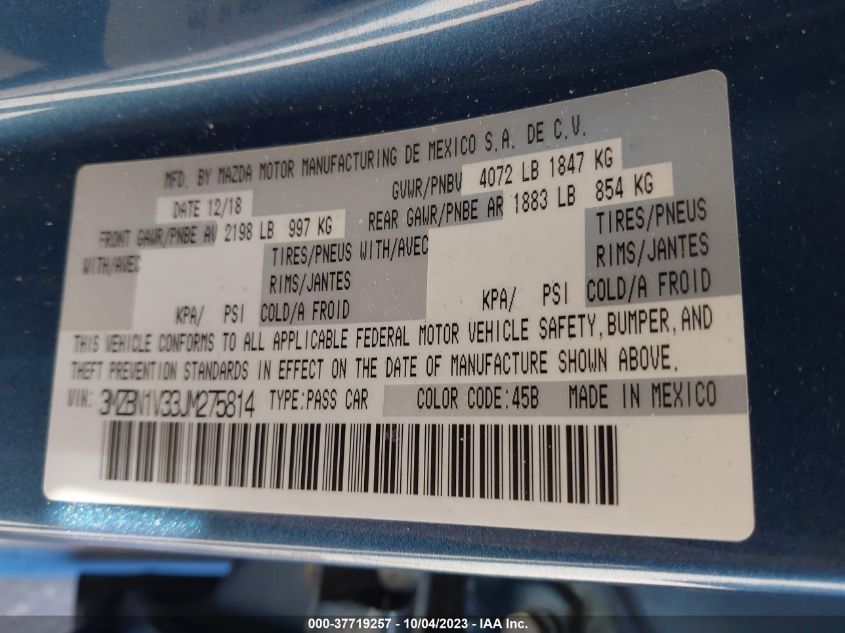 MFD. BY MAZDA MOTOR MANUFACTURING DE MEXICO S.A. DE C.V.
DATE 12/18 GVWR/PNBV 4072 LB 1847 KG
FRONT GAWR/PNBE AV 2198 LB 997 KG REAR GAWR/PNBE AR 1883 LB 854 KG
WITH/AVEC TIRES/PNEUS WITH/AVEC TIRES/PNEUS
RIMS/JANTES RIMS/JANTES
KPA/ PSI COLD/A FROID KPA/ PSI COLD/A FROID
THIS VEHICLE CONFORMS TO ALL APPLICABLE FEDERAL MOTOR VEHICLE SAFETY, BUMPER, AND
THEFT PREVENTION STANDARDS IN EFFECT ON THE DATE OF MANUFACTURE SHOWN ABOVE.
VIN: 3MZBN1V33JM275814 TYPE:PASS CAR COLOR CODE:45B MADE IN MEXICO
000-37719257 - 10/04/2023 - IAA Inc.